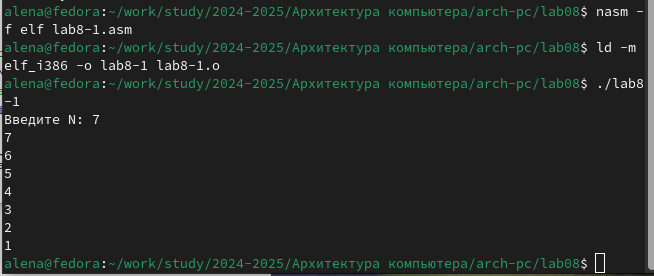 alena@fedora:~/work/study/2024-2025/Архитектура компьютера/arch-pc/lab08$ nasm -
f elf lab8-1.asm
alena@fedora:~/work/study/2024-2025/Архитектура компьютера/arch-pc/lab08$ ld -m
elf_i386 -o lab8-1 lab8-1.o
alena@fedora:~/work/study/2024-2025/Архитектура компьютера/arch-pc/lab08$ ./lab8
-1
Введите N: 7
7
6
5
4
3
2
1
alena@fedora:~/work/study/2024-2025/Архитектура компьютера/arch-pc/lab08$